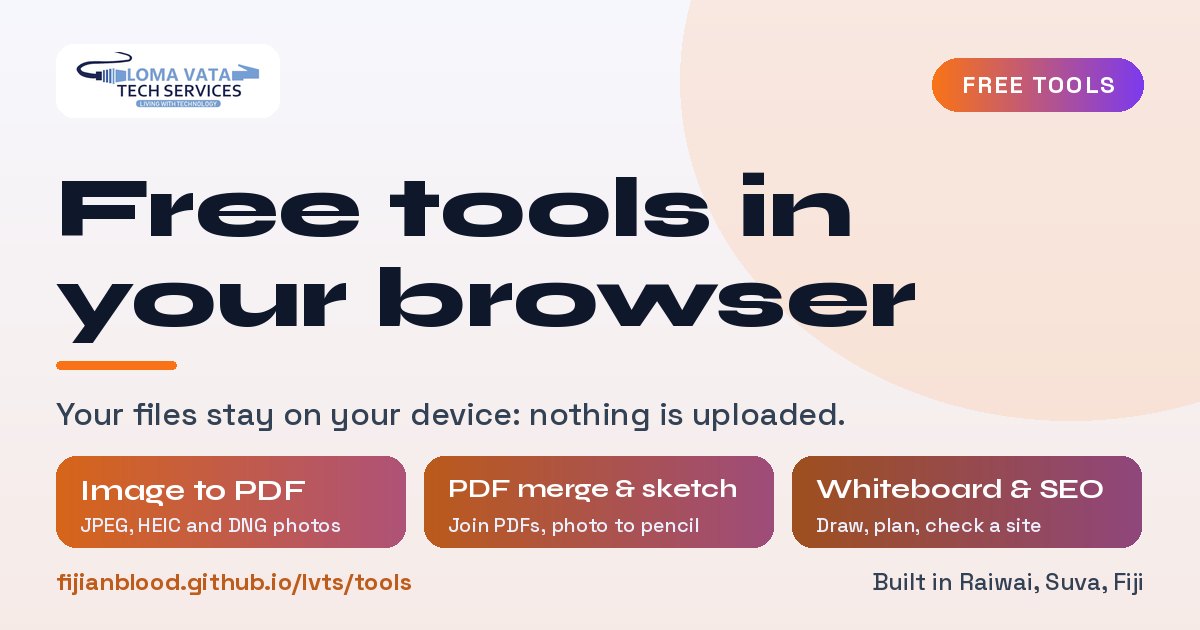 LOMA VATA
TECH SERVICES
LIVING WITH TECHNOLOGY
FREE TOOLS
Free tools in
your browser
Your files stay on your device: nothing is uploaded.
Image to PDF
JPEG, HEIC and DNG photos
PDF merge & sketch
Join PDFs, photo to pencil
Whiteboard & SEO
Draw, plan, check a site
fijianblood.github.io/lvts/tools
Built in Raiwai, Suva, Fiji